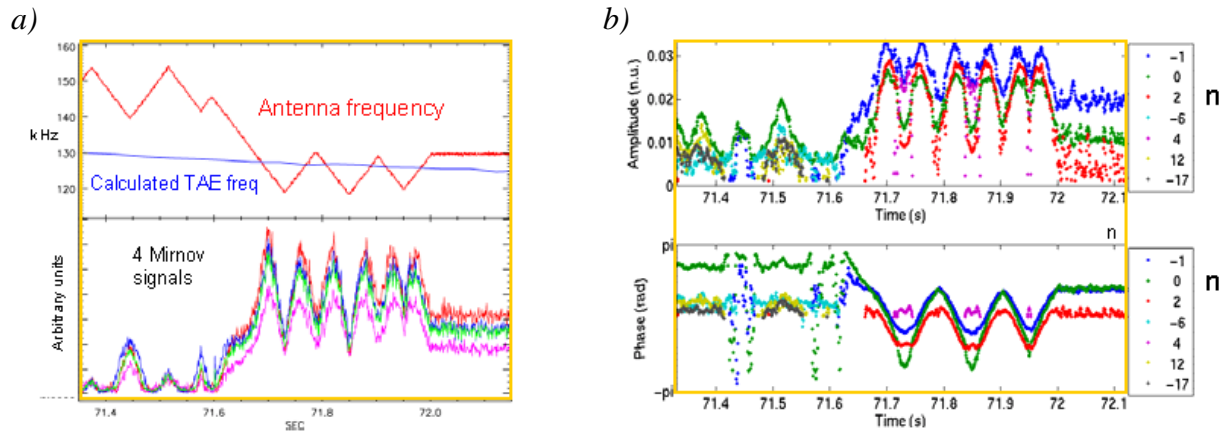 a)
160
150
140
130
120
kHz
Antenna frequency
Calculated TAE freq
4 Mirnov
signals
Arbit any units
71.4
71.6
71.8
72.0
SEC
b)
0.03
0.02
0.01
0
Amplitude (n.u.)
71.4 71.5 71.6 71.7 71.8 71.9 72 72.1
Time (s)
-1
0
2
-6
4
12
-17
n
n
pi
-pi
Phase (rad)
71.4 71.5 71.6 71.7 71.8 71.9 72 72.1
Time (s)
-1
0
2
-6
4
12
-17
n